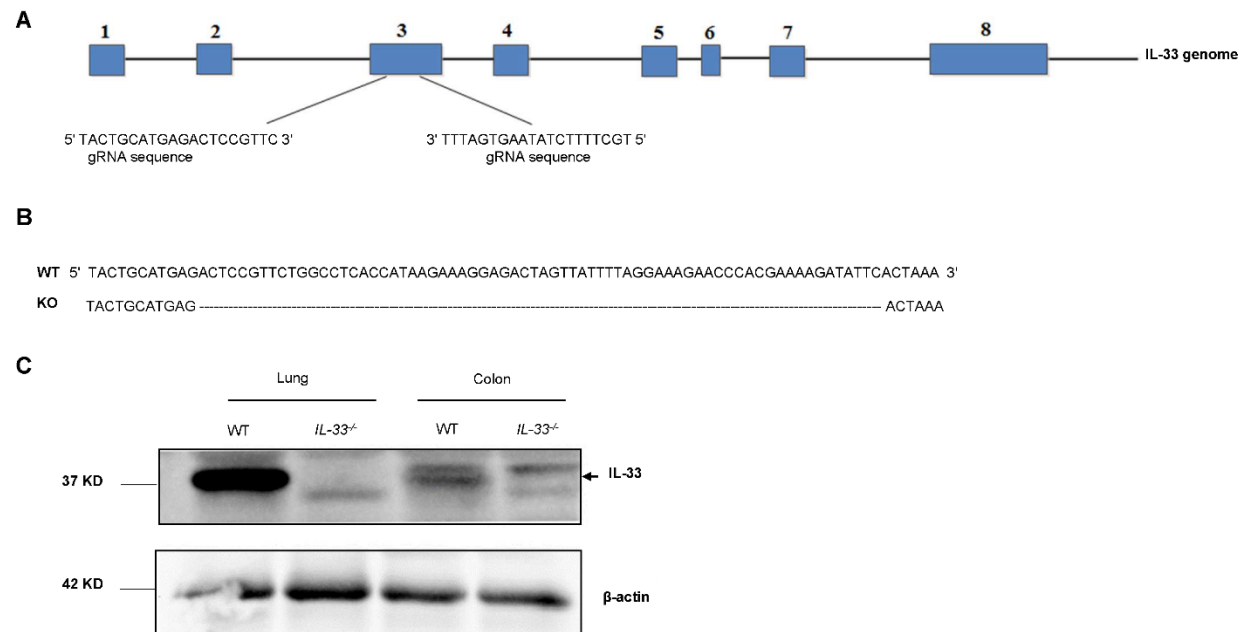 A
1 2 3 4 5 6 7 8
IL-33 genome
5' TACTGCATGAGACTCCGTTC 3' 3' TTTAGTGAATATCTTTTCGT 5'
gRNA sequence gRNA sequence
B
WT 5' TACTGCATGAGACTCCGTTCTGGCCTCACCATAAGAAAGGAGACTAGTTATTTTAGGAAAGAACCCACGAAAAGATATTCACTAAA 3'
KO TACTGCATGAG ACTAAA
C
Lung Colon
WT IL-33-/- WT IL-33-/-
37 KD IL-33
42 KD β-actin